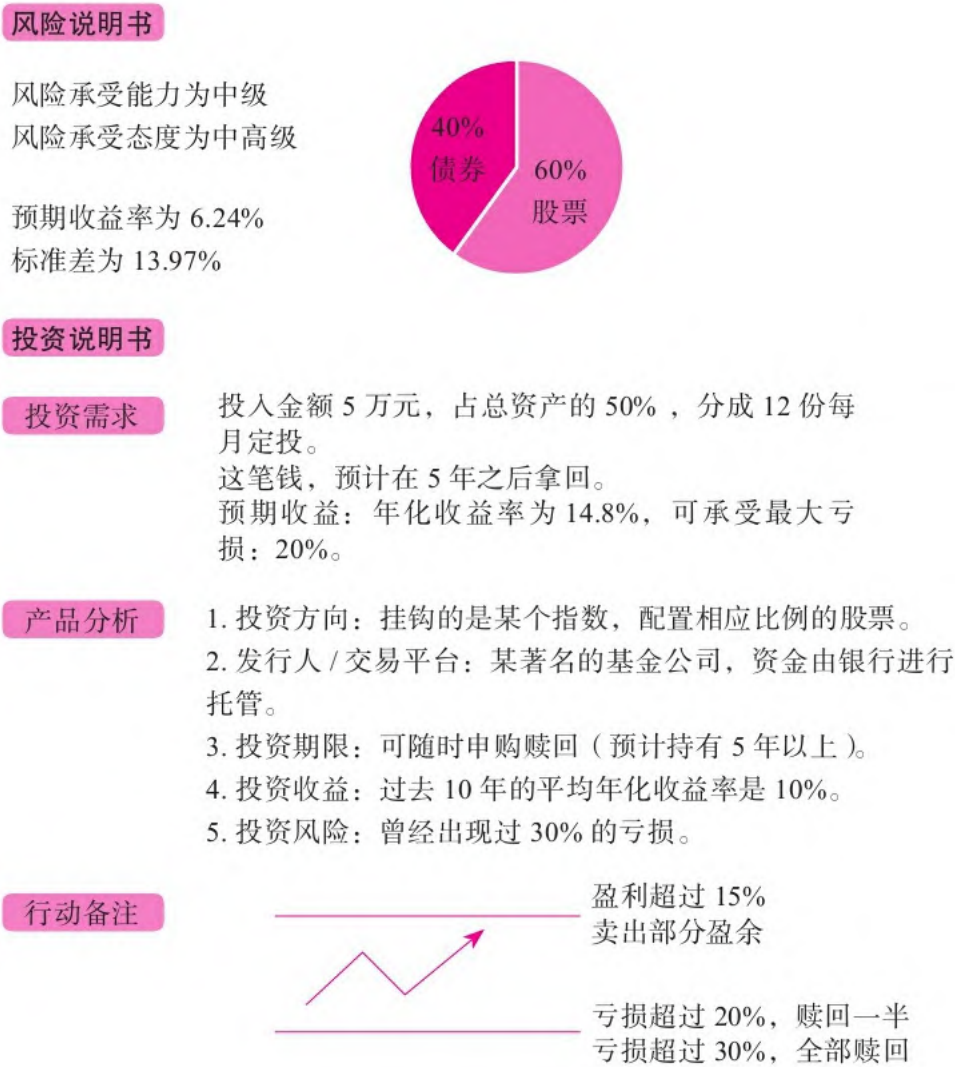 风险说明书
风险承受能力为中级
风险承受态度为中高级
预期收益率为 6.24%
标准差为 13.97%
40%
债券
60%
股票
投资说明书
投资需求
投入金额 5 万元，占总资产的 50%，分成 12 份每
月定投。
这笔钱，预计在 5 年之后拿回。
预期收益：年化收益率为 14.8%，可承受最大亏
损：20%。
产品分析
1. 投资方向：挂钩的是某个指数，配置相应比例的股票。
2. 发行人 / 交易平台：某著名的基金公司，资金由银行进行
托管。
3. 投资期限：可随时申购赎回（预计持有 5 年以上）。
4. 投资收益：过去 10 年的平均年化收益率是 10%。
5. 投资风险：曾经出现过 30% 的亏损。
行动备注
盈利超过 15%
卖出部分盈余
亏损超过 20%，赎回一半
亏损超过 30%，全部赎回